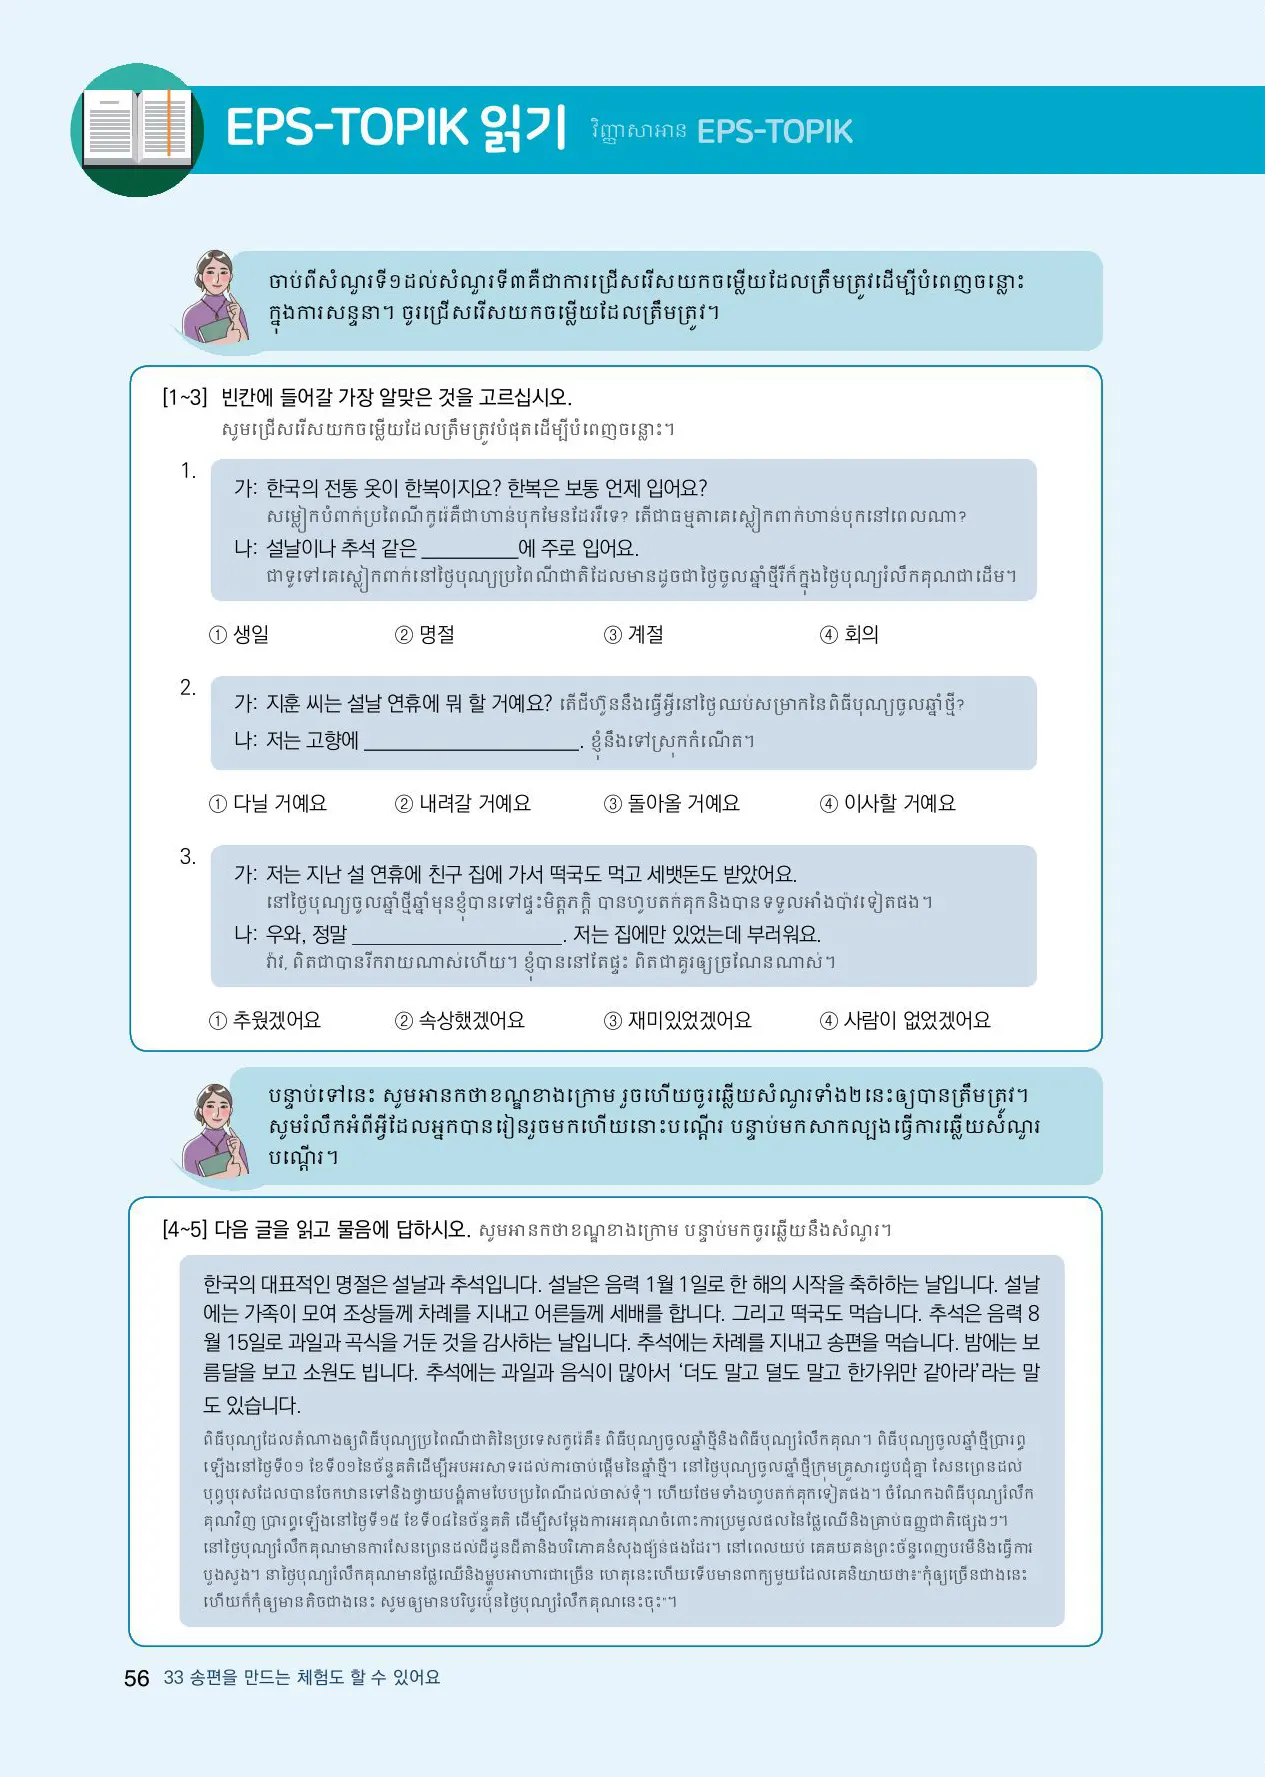 EPS-TOPIK 읽기 វិញ្ញាសាអាន EPS-TOPIK
ចាប់ពីសំណួរទី១ដល់សំណួរទី៣គឺជាការជ្រើសរើសយកចម្លើយដែលត្រឹមត្រូវដើម្បីបំពេញចន្លោះ
ក្នុងការសន្ទនា។ ចូរជ្រើសរើសយកចម្លើយដែលត្រឹមត្រូវ។
[1~3] 빈칸에 들어갈 가장 알맞은 것을 고르십시오.
សូមជ្រើសរើសយកចម្លើយដែលត្រឹមត្រូវបំផុតដើម្បីបំពេញចន្លោះ។
1.
가: 한국의 전통 옷이 한복이지요? 한복은 보통 언제 입어요?
សម្លៀកបំពាក់ប្រពៃណីកូរ៉េគឺជាហាន់បុកមែនដែររឺទេ? តើជាធម្មតាគេស្លៀកពាក់ហាន់បុកនៅពេលណា?
나: 설날이나 추석 같은 _________에 주로 입어요.
ជាទូទៅគេស្លៀកពាក់នៅថ្ងៃបុណ្យប្រពៃណីជាតិដែលមានដូចជាថ្ងៃចូលឆ្នាំថ្មីរឺក៏ក្នុងថ្ងៃបុណ្យរំលឹកគុណជាដើម។
① 생일 ② 명절 ③ 계절 ④ 회의
2.
가: 지훈 씨는 설날 연휴에 뭐 할 거예요? តើជីហ៊ូននឹងធ្វើអ្វីនៅថ្ងៃឈប់សម្រាកនៃពិធីបុណ្យចូលឆ្នាំថ្មី?
나: 저는 고향에 ____________________. ខ្ញុំនឹងទៅស្រុកកំណើត។
① 다닐 거예요 ② 내려갈 거예요 ③ 돌아올 거예요 ④ 이사할 거예요
3.
가: 저는 지난 설 연휴에 친구 집에 가서 떡국도 먹고 세뱃돈도 받았어요.
នៅថ្ងៃបុណ្យចូលឆ្នាំថ្មីឆ្នាំមុនខ្ញុំបានទៅផ្ទះមិត្តភក្តិ បានហូបតក់គុកនិងបានទទួលអាំងប៉ាវទៀតផង។
나: 우와, 정말 ____________________. 저는 집에만 있었는데 부러워요.
វ៉ាវ, ពិតជាបានរីករាយណាស់ហើយ។ ខ្ញុំបាននៅតែផ្ទះ ពិតជាគួរឲ្យច្រណែនណាស់។
① 추웠겠어요 ② 속상했겠어요 ③ 재미있었겠어요 ④ 사람이 없었겠어요
បន្ទាប់ទៅនេះ សូមអានកថាខណ្ឌខាងក្រោម រួចហើយចូរឆ្លើយសំណួរទាំង២នេះឲ្យបានត្រឹមត្រូវ។
សូមរំលឹកអំពីអ្វីដែលអ្នកបានរៀនរួចមកហើយនោះបណ្តើរ បន្ទាប់មកសាកល្បងធ្វើការឆ្លើយសំណួរ
បណ្តើរ។
[4~5] 다음 글을 읽고 물음에 답하시오. សូមអានកថាខណ្ឌខាងក្រោម បន្ទាប់មកចូរឆ្លើយនឹងសំណួរ។
한국의 대표적인 명절은 설날과 추석입니다. 설날은 음력 1월 1일로 한 해의 시작을 축하하는 날입니다. 설날
에는 가족이 모여 조상들께 차례를 지내고 어른들께 세배를 합니다. 그리고 떡국도 먹습니다. 추석은 음력 8
월 15일로 과일과 곡식을 거둔 것을 감사하는 날입니다. 추석에는 차례를 지내고 송편을 먹습니다. 밤에는 보
름달을 보고 소원도 빕니다. 추석에는 과일과 음식이 많아서 ‘더도 말고 덜도 말고 한가위만 같아라’라는 말
도 있습니다.
ពិធីបុណ្យដែលតំណាងឲ្យពិធីបុណ្យប្រពៃណីជាតិនៃប្រទេសកូរ៉េគឺ៖ ពិធីបុណ្យចូលឆ្នាំថ្មីនិងពិធីបុណ្យរំលឹកគុណ។ ពិធីបុណ្យចូលឆ្នាំថ្មីប្រារព្ធ
ឡើងនៅថ្ងៃទី០១ ខែទី០១នៃច័ន្ទគតិដើម្បីអបអរសាទរដល់ការចាប់ផ្តើមនៃឆ្នាំថ្មី។ នៅថ្ងៃបុណ្យចូលឆ្នាំថ្មីក្រុមគ្រួសារជួបជុំគ្នា សែនព្រេនដល់
បុព្វបុរសដែលបានចែកឋានទៅនិងថ្វាយបង្គំតាមបែបប្រពៃណីដល់ចាស់ទុំ។ ហើយថែមទាំងហូបតក់គុកទៀតផង។ ចំណែកឯពិធីបុណ្យរំលឹក
គុណវិញ ប្រារព្ធឡើងនៅថ្ងៃទី១៥ ខែទី០៨នៃច័ន្ទគតិ ដើម្បីសម្តែងការអរគុណចំពោះការប្រមូលផលនៃផ្លែឈើនិងគ្រាប់ធញ្ញជាតិផ្សេងៗ។
នៅថ្ងៃបុណ្យរំលឹកគុណមានការសែនព្រេនដល់ជីដូនជីតានិងបរិភោគនំសុងផ្យ៉ន់ផងដែរ។ នៅពេលយប់ គេគយគន់ព្រះច័ន្ទពេញបរមីនិងធ្វើការ
បួងសួង។ នាថ្ងៃបុណ្យរំលឹកគុណមានផ្លែឈើនិងម្ហូបអាហារជាច្រើន ហេតុនេះហើយទើបមានពាក្យមួយដែលគេនិយាយថា៖"កុំឲ្យច្រើនជាងនេះ
ហើយក៏កុំឲ្យមានតិចជាងនេះ សូមឲ្យមានបរិបូរប៉ុនថ្ងៃបុណ្យរំលឹកគុណនេះចុះ"។
56 33 송편을 만드는 체험도 할 수 있어요